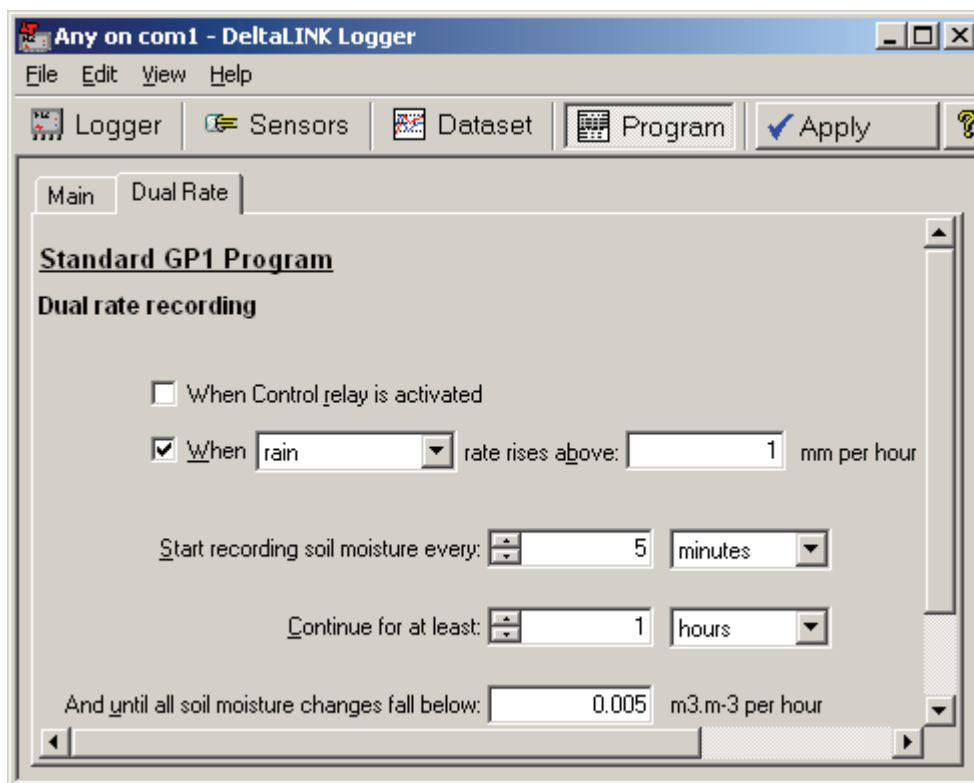 Any on com1 - DeltaLINK Logger
File Edit View Help
Logger Sensors Dataset Program Apply ?
Main Dual Rate
Standard GP1 Program
Dual rate recording
When Control relay is activated
When rain rate rises above: 1 mm per hour
Start recording soil moisture every: 5 minutes
Continue for at least: 1 hours
And until all soil moisture changes fall below: 0.005 m3.m-3 per hour